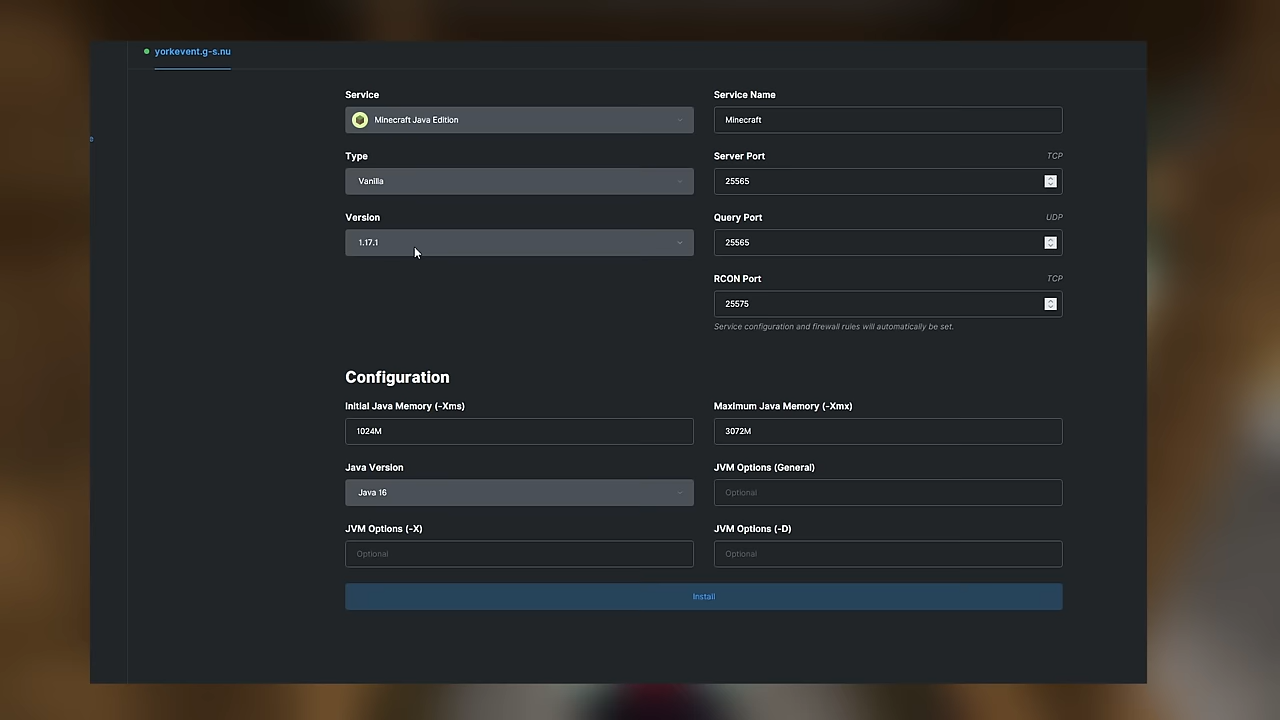 yorkevent.g-s.nu
Service
Service Name
Minecraft Java Edition
Minecraft
Type
Server Port
TCP
Vanilla
25565
Version
Query Port
UDP
1.17.1
25565
RCON Port
TCP
25575
Service configuration and firewall rules will automatically be set.
Configuration
Initial Java Memory (-Xms)
Maximum Java Memory (-Xmx)
1024M
3072M
Java Version
JVM Options (General)
Java 16
Optional
JVM Options (-X)
JVM Options (-D)
Optional
Optional
Install